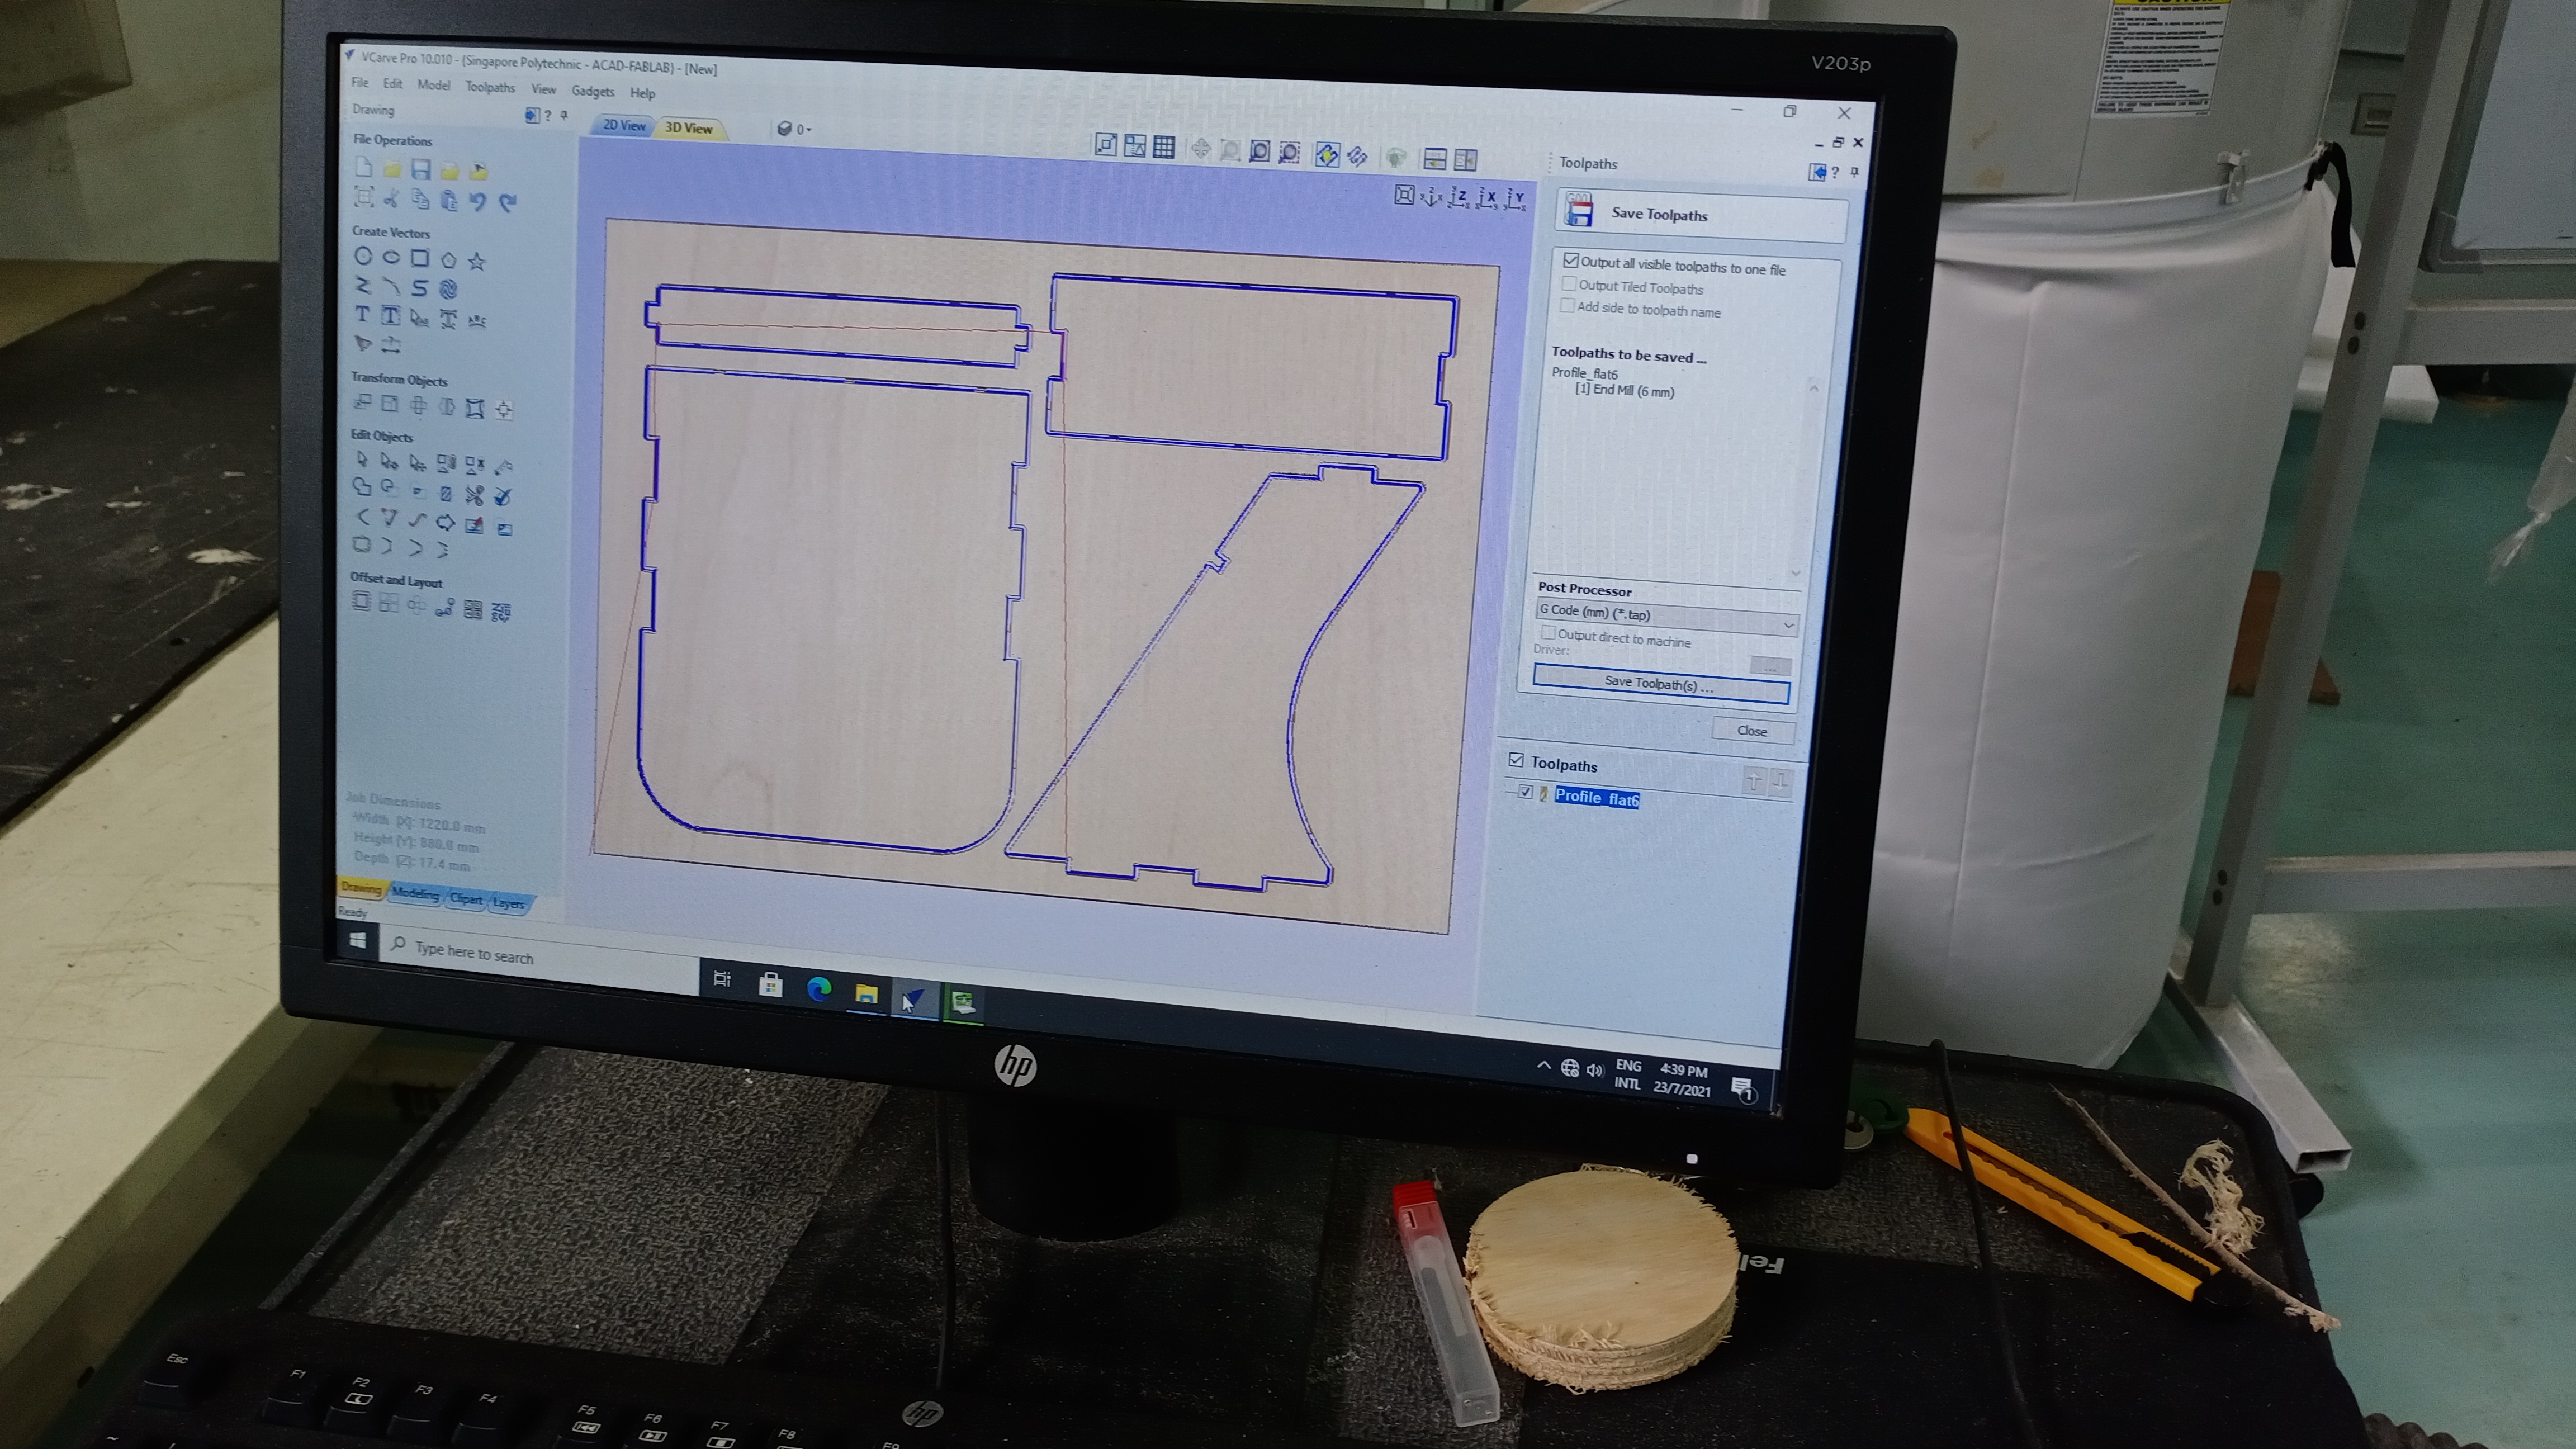 V203p
VCarve Pro 10.010 - {Singapore Polytechnic - ACAD-FABLAB} - [New]
File Edit Model Toolpaths View Gadgets Help
Drawing
2D View 3D View
0
File Operations
Create Vectors
Transform Objects
Edit Objects
Offset and Layout
Job Dimensions
Width (X): 1220.0 mm
Depth (Z): 17.4 mm
Drawing Modeling Clipart Layers
Ready
Toolpaths
Save Toolpaths
Output all visible toolpaths to one file
Output Tiled Toolpaths
Add side to toolpath name
Toolpaths to be saved ...
Profile_flat6
[1] End Mill (6 mm)
Post Processor
G Code (mm) (*.tap)
Output direct to machine
Driver:
...
Save Toolpath(s) ...
Close
Toolpaths
Profile_flat6
Type here to search
ENG
INTL
4:39 PM
23/7/2021
1
hp
Fel
Esc
F1
F2
F3
F4
F5
F6
F7
F8
F9
hp
CAUTION